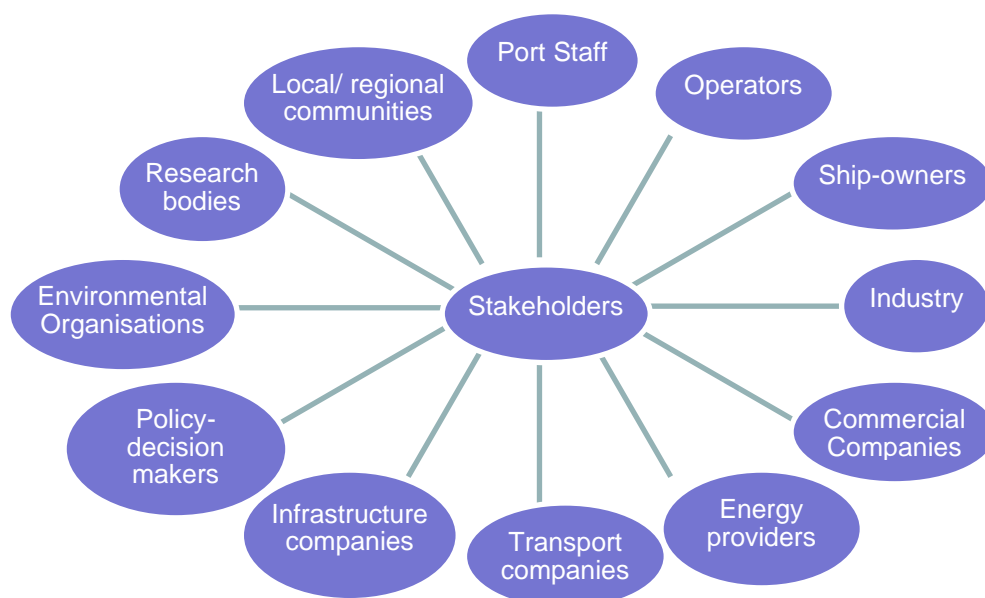 Port Staff
Operators
Ship-owners
Industry
Commercial
Companies
Energy
providers
Transport
companies
Infrastructure
companies
Policy-
decision
makers
Environmental
Organisations
Research
bodies
Local/ regional
communities
Stakeholders